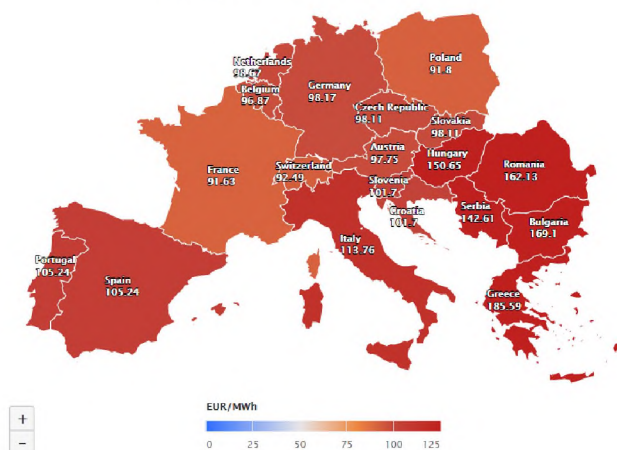 Netherlands
98.67
Poland
91.8
Belgium
96.87
Germany
98.17
Czech Republic
98.11
Slovakia
98.11
Austria
97.25
Hungary
150.65
France
91.63
Switzerland
92.49
Romania
162.13
Slovenia
101.7
Croatia
101.7
Serbia
142.61
Bulgaria
169.1
Italy
113.76
Portugal
105.24
Spain
105.24
Greece
185.59
EUR/MWh
0 25 50 75 100 125
+
−